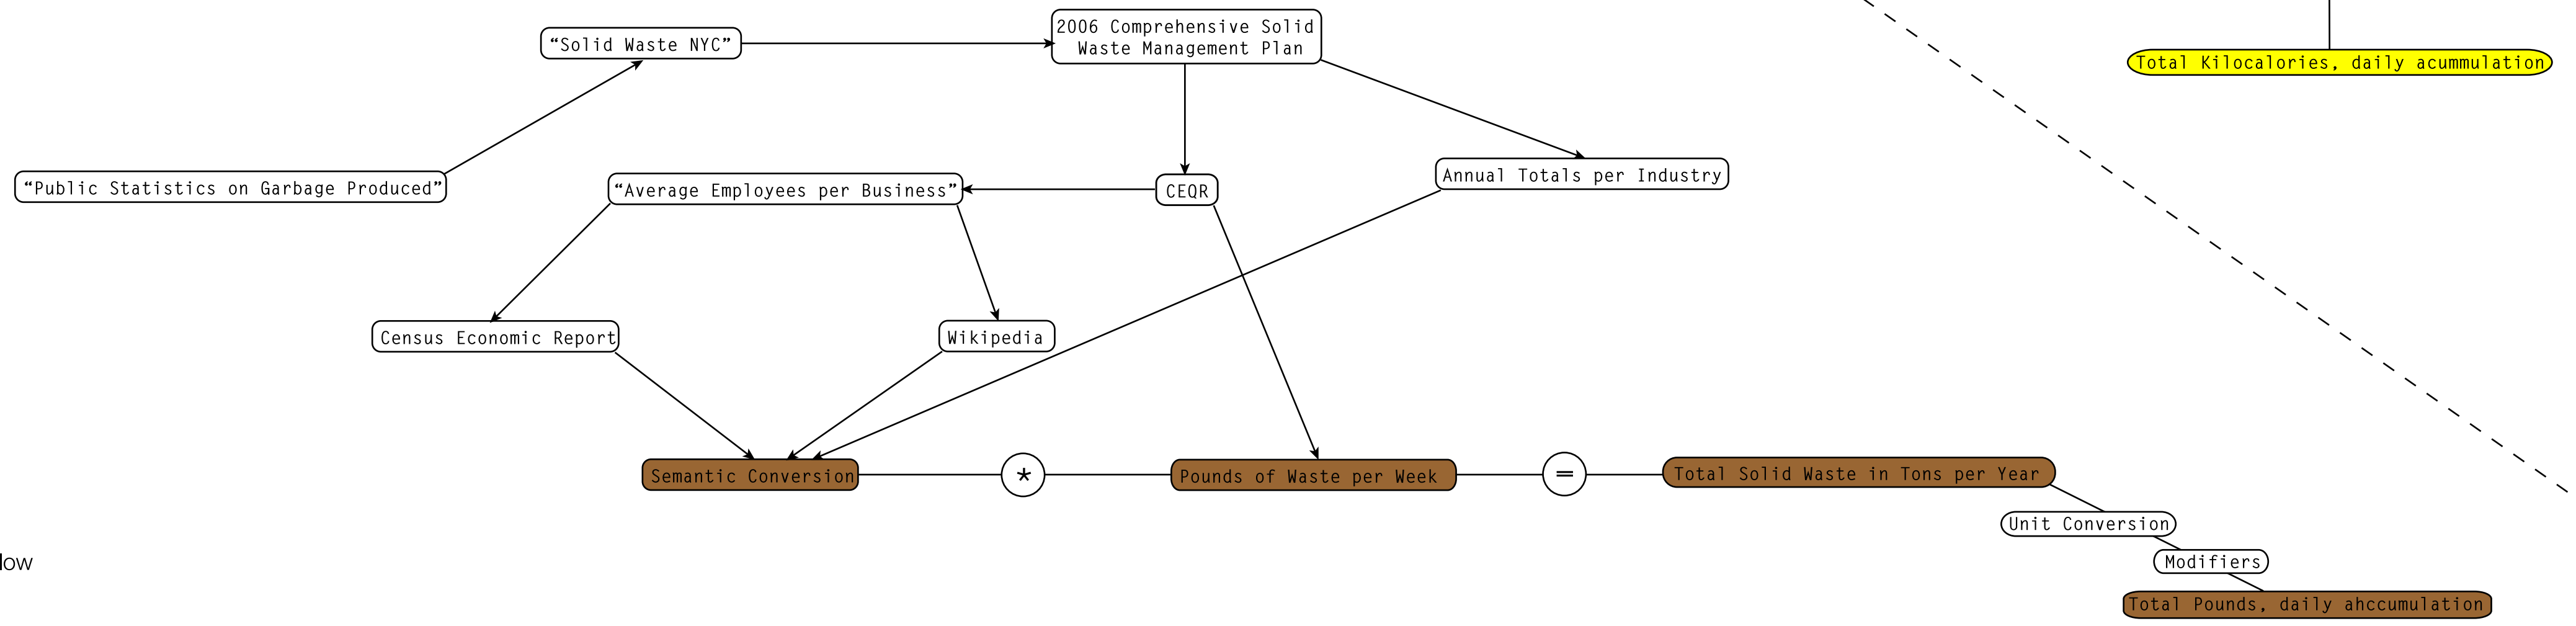 2006 Comprehensive Solid
Waste Management Plan
“Solid Waste NYC”
Total Kilocalories, daily acummulation
“Public Statistics on Garbage Produced”
“Average Employees per Business”
CEQR
Annual Totals per Industry
Census Economic Report
Wikipedia
Semantic Conversion
*
Pounds of Waste per Week
=
Total Solid Waste in Tons per Year
Unit Conversion
low
Modifiers
Total Pounds, daily ahccumulation